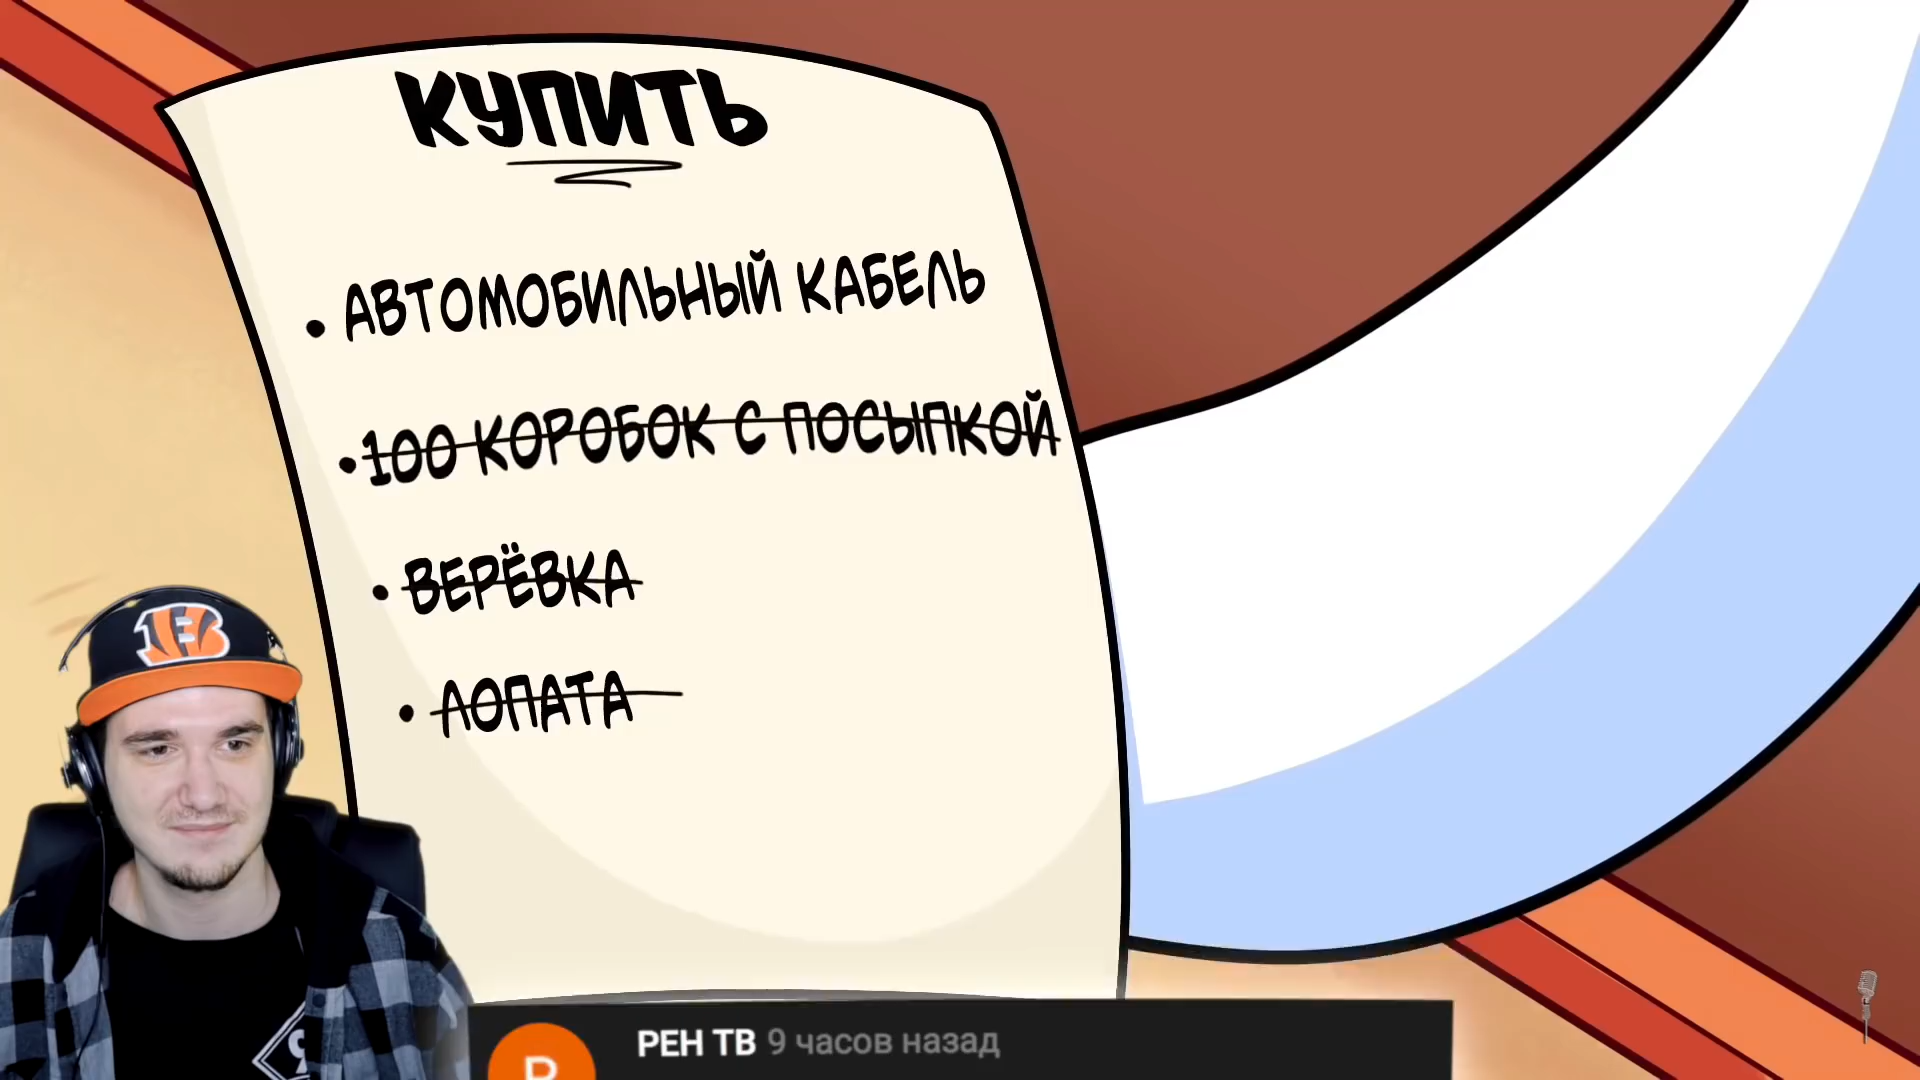 КУПИТЬ
• АВТОМОБИЛЬНЫЙ КАБЕЛЬ
• 100 КОРОБОК С ПОСЫПКОЙ
• ВЕРЁВКА
• ЛОПАТА
РЕН ТВ 9 часов назад